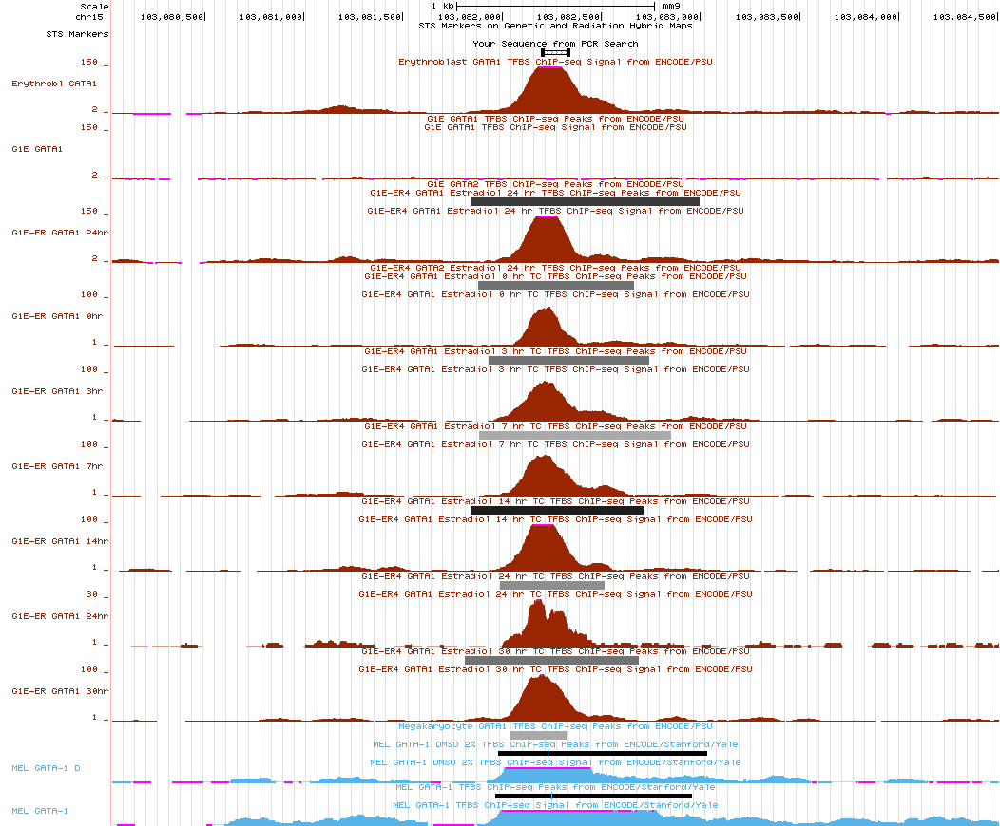 Scale 1 kb mm9
chr15: 103,080,500 103,081,000 103,081,500 103,082,000 103,082,500 103,083,000 103,083,500 103,084,000 103,084,500
STS Markers on Genetic and Radiation Hybrid Maps
STS Markers
Your Sequence from PCR Search
Erythroblast GATA1 TFBS ChIP-seq Signal from ENCODE/PSU
150
Erythrobl GATA1
2
G1E GATA1 TFBS ChIP-seq Peaks from ENCODE/PSU
G1E GATA1 TFBS ChIP-seq Signal from ENCODE/PSU
150
G1E GATA1
2
G1E GATA2 TFBS ChIP-seq Peaks from ENCODE/PSU
G1E-ER4 GATA1 Estradiol 24 hr TFBS ChIP-seq Peaks from ENCODE/PSU
G1E-ER4 GATA1 Estradiol 24 hr TFBS ChIP-seq Signal from ENCODE/PSU
150
G1E-ER GATA1 24hr
2
G1E-ER4 GATA2 Estradiol 24 hr TFBS ChIP-seq Peaks from ENCODE/PSU
G1E-ER4 GATA1 Estradiol 0 hr TC TFBS ChIP-seq Peaks from ENCODE/PSU
G1E-ER4 GATA1 Estradiol 0 hr TC TFBS ChIP-seq Signal from ENCODE/PSU
100
G1E-ER GATA1 0hr
1
G1E-ER4 GATA1 Estradiol 3 hr TC TFBS ChIP-seq Peaks from ENCODE/PSU
G1E-ER4 GATA1 Estradiol 3 hr TC TFBS ChIP-seq Signal from ENCODE/PSU
100
G1E-ER GATA1 3hr
1
G1E-ER4 GATA1 Estradiol 7 hr TC TFBS ChIP-seq Peaks from ENCODE/PSU
G1E-ER4 GATA1 Estradiol 7 hr TC TFBS ChIP-seq Signal from ENCODE/PSU
100
G1E-ER GATA1 7hr
1
G1E-ER4 GATA1 Estradiol 14 hr TC TFBS ChIP-seq Peaks from ENCODE/PSU
G1E-ER4 GATA1 Estradiol 14 hr TC TFBS ChIP-seq Signal from ENCODE/PSU
100
G1E-ER GATA1 14hr
1
G1E-ER4 GATA1 Estradiol 24 hr TC TFBS ChIP-seq Peaks from ENCODE/PSU
G1E-ER4 GATA1 Estradiol 24 hr TC TFBS ChIP-seq Signal from ENCODE/PSU
30
G1E-ER GATA1 24hr
1
G1E-ER4 GATA1 Estradiol 30 hr TC TFBS ChIP-seq Peaks from ENCODE/PSU
G1E-ER4 GATA1 Estradiol 30 hr TC TFBS ChIP-seq Signal from ENCODE/PSU
100
G1E-ER GATA1 30hr
1
Megakaryocyte GATA1 TFBS ChIP-seq Peaks from ENCODE/PSU
MEL GATA-1 DMSO 2% TFBS ChIP-seq Peaks from ENCODE/Stanford/Yale
MEL GATA-1 DMSO 2% TFBS ChIP-seq Signal from ENCODE/Stanford/Yale
MEL GATA-1 D
MEL GATA-1 TFBS ChIP-seq Peaks from ENCODE/Stanford/Yale
MEL GATA-1 TFBS ChIP-seq Signal from ENCODE/Stanford/Yale
MEL GATA-1